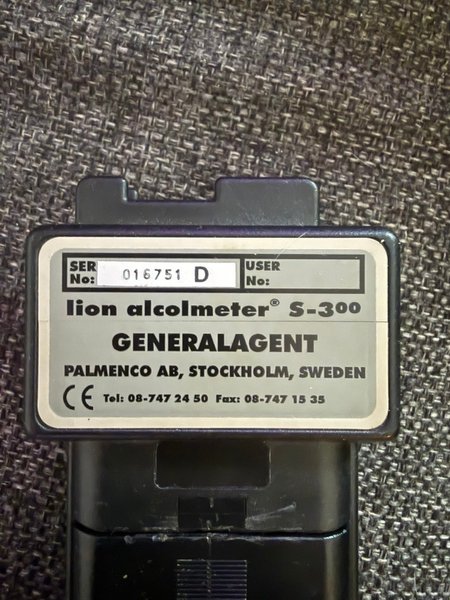 SER No: 016751 D USER No:
lion alcolmeter® S-300
GENERALAGENT
PALMENCO AB, STOCKHOLM, SWEDEN
CE Tel: 08-747 24 50 Fax: 08-747 15 35